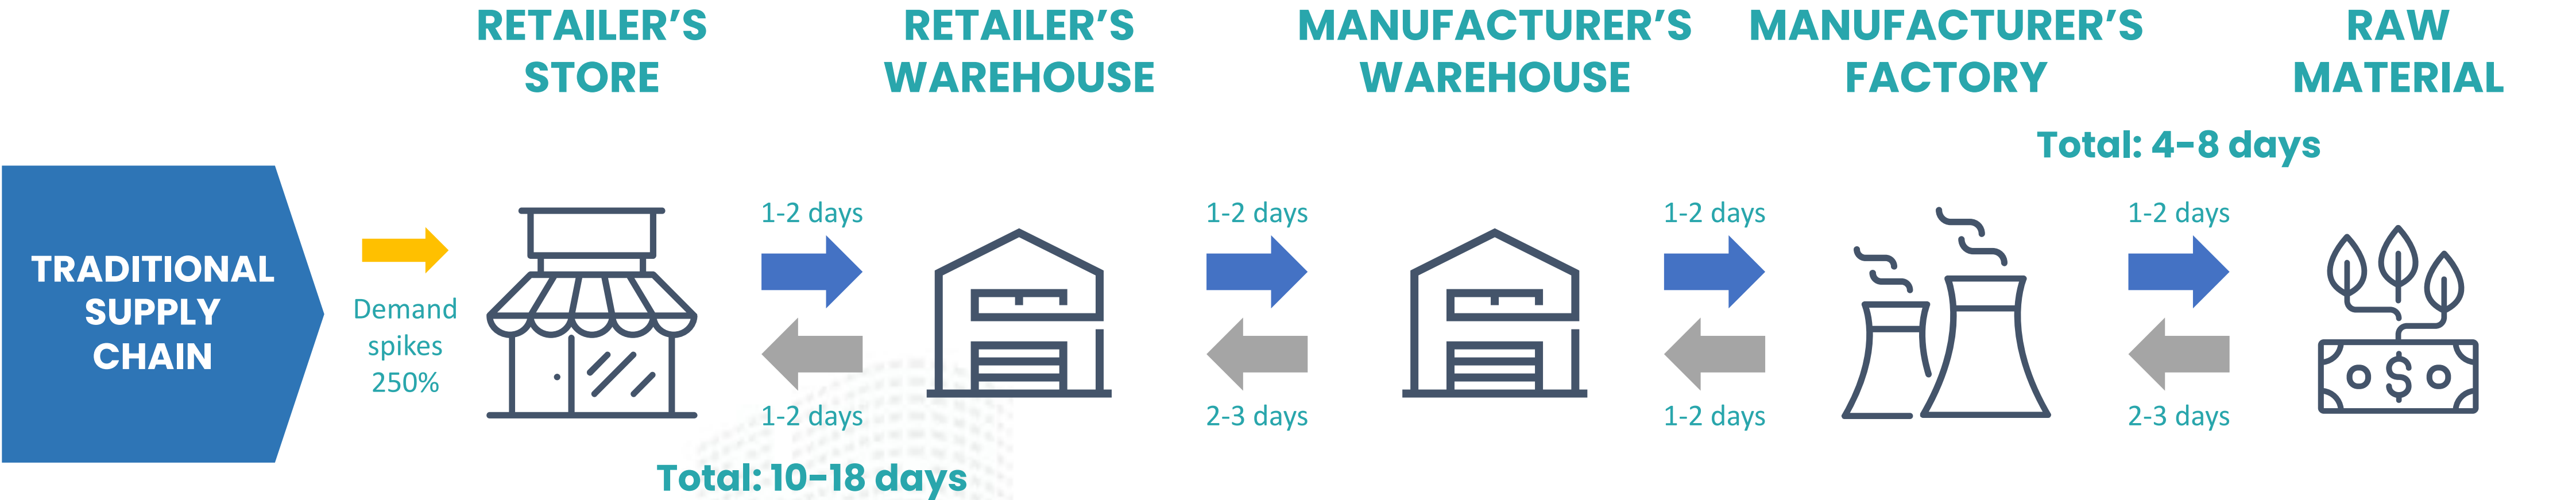 RETAILER’S
STORE
RETAILER’S
WAREHOUSE
MANUFACTURER’S
WAREHOUSE
MANUFACTURER’S
FACTORY
RAW
MATERIAL
Total: 4-8 days
TRADITIONAL
SUPPLY
CHAIN
Demand
spikes
250%
1-2 days
1-2 days
1-2 days
1-2 days
$
1-2 days
2-3 days
1-2 days
2-3 days
Total: 10-18 days